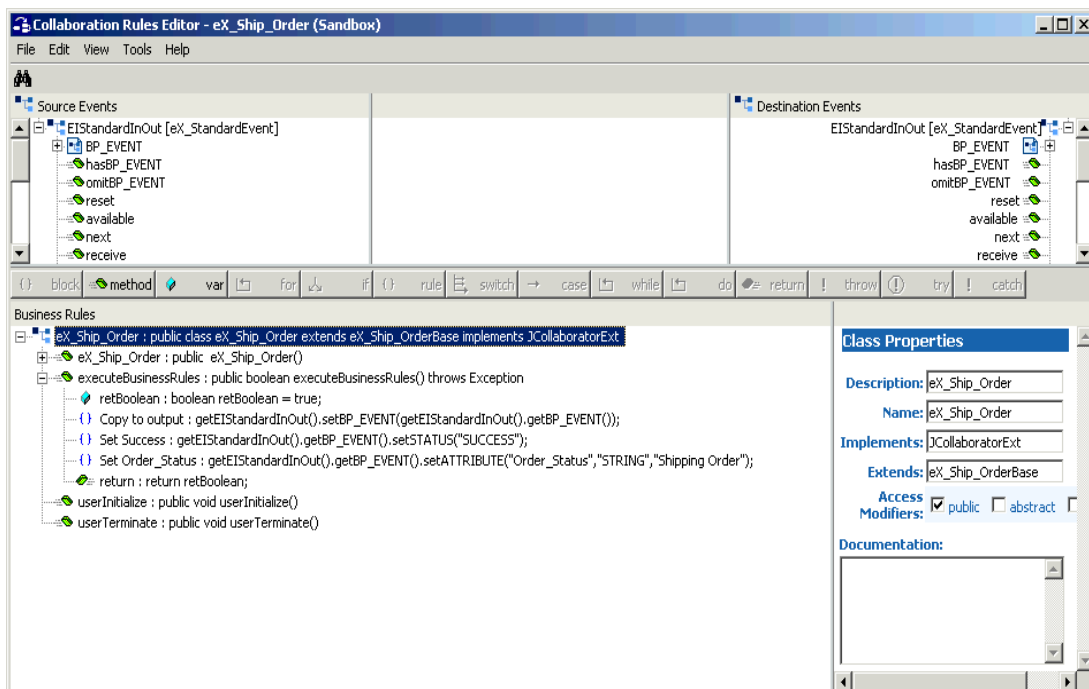 Collaboration Rules Editor - eX_Ship_Order (Sandbox)
File Edit View Tools Help
Source Events
Destination Events
EIStandardInOut [eX_StandardEvent]
BP_EVENT
hasBP_EVENT
omitBP_EVENT
reset
available
next
receive
EIStandardInOut [eX_StandardEvent]
BP_EVENT
hasBP_EVENT
omitBP_EVENT
reset
available
next
receive
{} block method var for if {} rule switch → case while do return ! throw (!) try ! catch
Business Rules
eX_Ship_Order : public class eX_Ship_Order extends eX_Ship_OrderBase implements JCollaboratorExt
eX_Ship_Order : public eX_Ship_Order()
executeBusinessRules : public boolean executeBusinessRules() throws Exception
retBoolean : boolean retBoolean = true;
{} Copy to output : getEIStandardInOut().setBP_EVENT(getEIStandardInOut().getBP_EVENT());
{} Set Success : getEIStandardInOut().getBP_EVENT().setSTATUS("SUCCESS");
{} Set Order_Status : getEIStandardInOut().getBP_EVENT().setATTRIBUTE("Order_Status","STRING","Shipping Order");
return : return retBoolean;
userInitialize : public void userInitialize()
userTerminate : public void userTerminate()
Class Properties
Description: eX_Ship_Order
Name: eX_Ship_Order
Implements: JCollaboratorExt
Extends: eX_Ship_OrderBase
Access Modifiers: public abstract
Documentation: